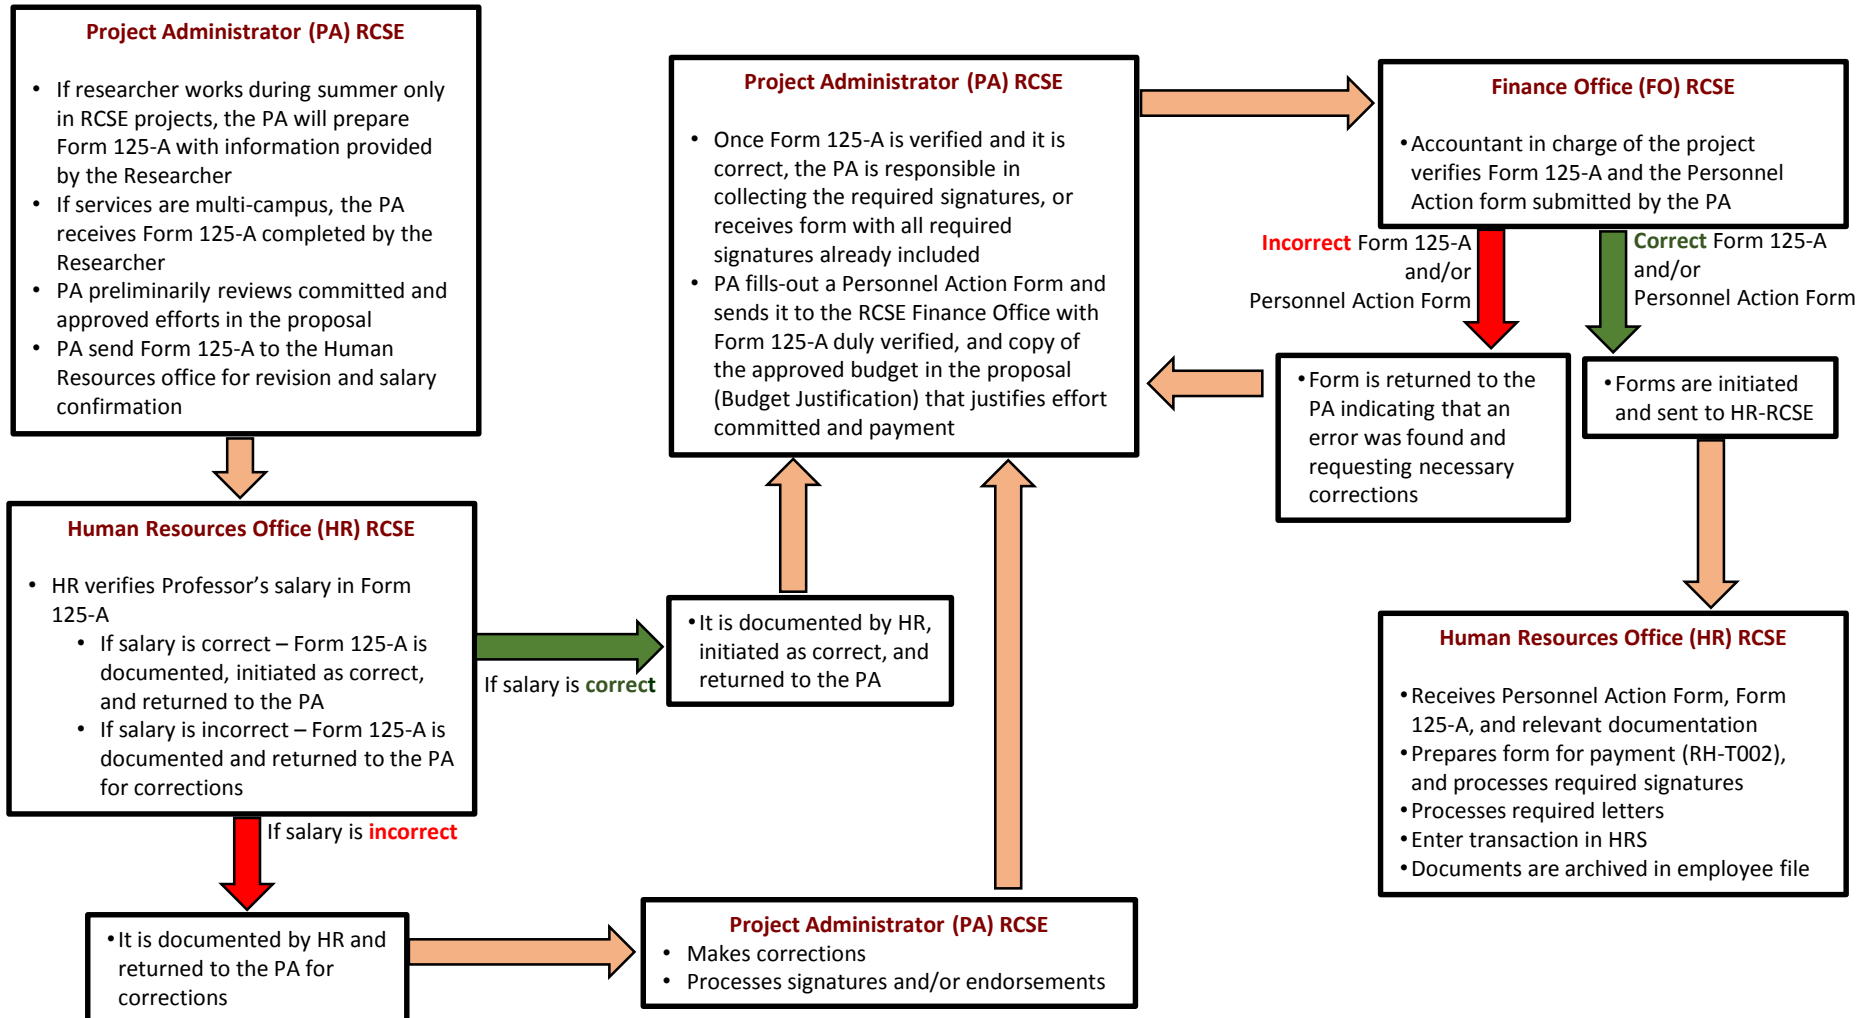 Project Administrator (PA) RCSE
• If researcher works during summer only
in RCSE projects, the PA will prepare
Form 125-A with information provided
by the Researcher
• If services are multi-campus, the PA
receives Form 125-A completed by the
Researcher
• PA preliminarily reviews committed and
approved efforts in the proposal
• PA send Form 125-A to the Human
Resources office for revision and salary
confirmation
Human Resources Office (HR) RCSE
• HR verifies Professor’s salary in Form
125-A
• If salary is correct – Form 125-A is
documented, initiated as correct,
and returned to the PA
• If salary is incorrect – Form 125-A is
documented and returned to the PA
for corrections
If salary is correct
• It is documented by HR,
initiated as correct, and
returned to the PA
If salary is incorrect
• It is documented by HR and
returned to the PA for
corrections
Project Administrator (PA) RCSE
• Makes corrections
• Processes signatures and/or endorsements
Project Administrator (PA) RCSE
• Once Form 125-A is verified and it is
correct, the PA is responsible in
collecting the required signatures, or
receives form with all required
signatures already included
• PA fills-out a Personnel Action Form and
sends it to the RCSE Finance Office with
Form 125-A duly verified, and copy of
the approved budget in the proposal
(Budget Justification) that justifies effort
committed and payment
Finance Office (FO) RCSE
• Accountant in charge of the project
verifies Form 125-A and the Personnel
Action form submitted by the PA
Incorrect Form 125-A
and/or
Personnel Action Form
Correct Form 125-A
and/or
Personnel Action Form
• Form is returned to the
PA indicating that an
error was found and
requesting necessary
corrections
• Forms are initiated
and sent to HR-RCSE
Human Resources Office (HR) RCSE
• Receives Personnel Action Form, Form
125-A, and relevant documentation
• Prepares form for payment (RH-T002),
and processes required signatures
• Processes required letters
• Enter transaction in HRS
• Documents are archived in employee file